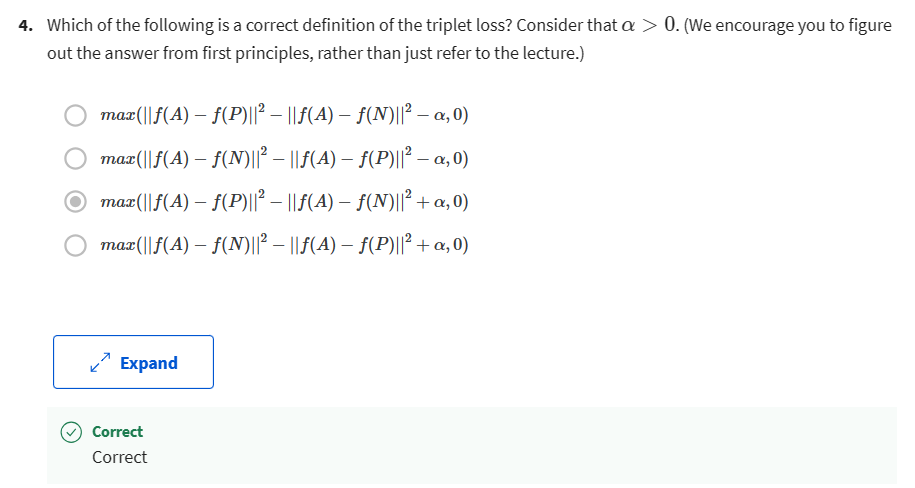 4. Which of the following is a correct definition of the triplet loss? Consider that α > 0. (We encourage you to figure
out the answer from first principles, rather than just refer to the lecture.)
max(||f(A) − f(P)||² − ||f(A) − f(N)||² − α, 0)
max(||f(A) − f(N)||² − ||f(A) − f(P)||² − α, 0)
max(||f(A) − f(P)||² − ||f(A) − f(N)||² + α, 0)
max(||f(A) − f(N)||² − ||f(A) − f(P)||² + α, 0)
Expand
Correct
Correct